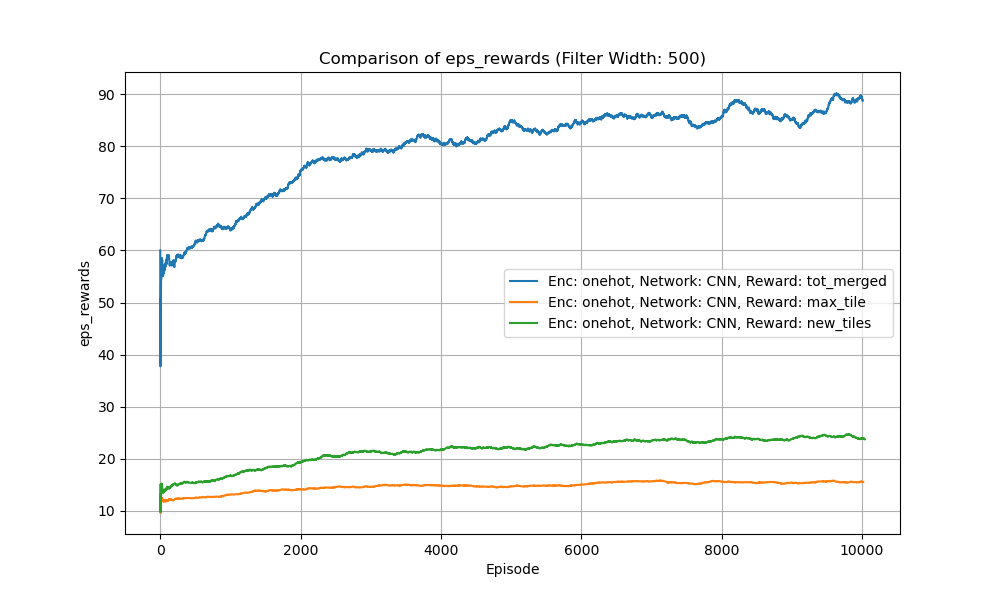 Comparison of eps_rewards (Filter Width: 500)
90
80
70
60
50
40
30
20
10
eps_rewards
Enc: onehot, Network: CNN, Reward: tot_merged
Enc: onehot, Network: CNN, Reward: max_tile
Enc: onehot, Network: CNN, Reward: new_tiles
0
2000
4000
6000
8000
10000
Episode